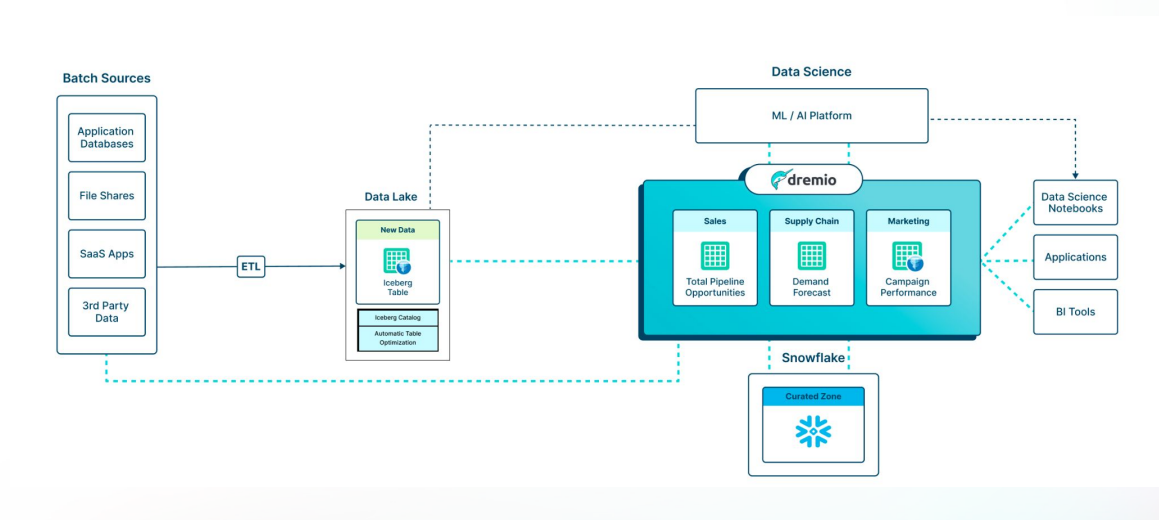 Batch Sources
Application
Databases
File Shares
SaaS Apps
3rd Party
Data
ETL
Data Lake
New Data
Iceberg
Table
Iceberg Catalog
Automatic Table
Optimization
Data Science
ML / AI Platform
dremio
Sales
Total Pipeline
Opportunities
Supply Chain
Demand
Forecast
Marketing
Campaign
Performance
Snowflake
Curated Zone
Data Science
Notebooks
Applications
BI Tools